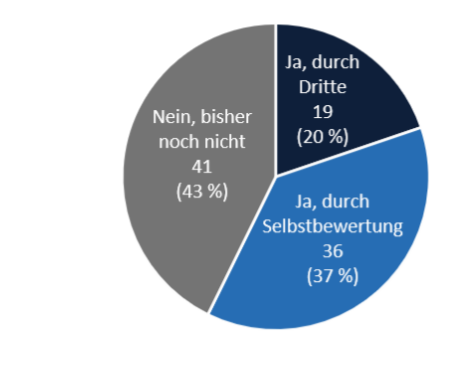 Ja, durch
Dritte
19
(20 %)
Nein, bisher
noch nicht
41
(43 %)
Ja, durch
Selbstbewertung
36
(37 %)